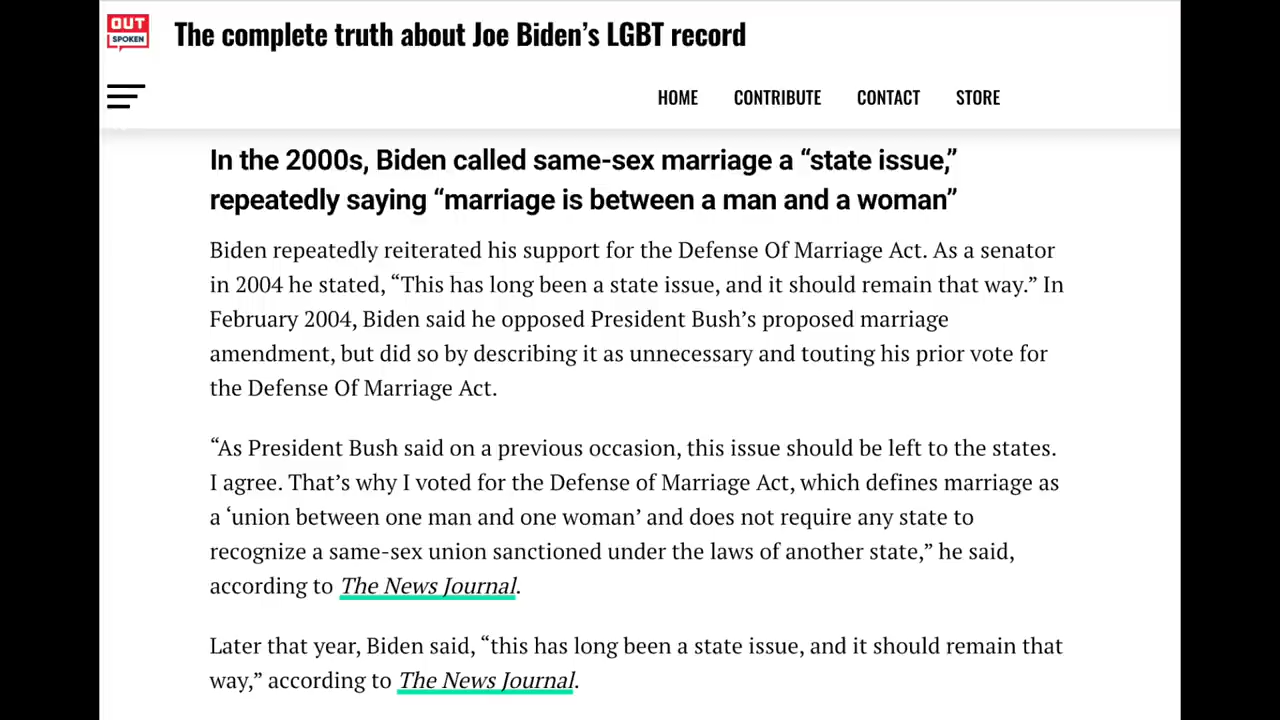 OUT
SPOKEN
The complete truth about Joe Biden’s LGBT record
HOME CONTRIBUTE CONTACT STORE
In the 2000s, Biden called same-sex marriage a “state issue,”
repeatedly saying “marriage is between a man and a woman”
Biden repeatedly reiterated his support for the Defense Of Marriage Act. As a senator
in 2004 he stated, “This has long been a state issue, and it should remain that way.” In
February 2004, Biden said he opposed President Bush’s proposed marriage
amendment, but did so by describing it as unnecessary and touting his prior vote for
the Defense Of Marriage Act.
“As President Bush said on a previous occasion, this issue should be left to the states.
I agree. That’s why I voted for the Defense of Marriage Act, which defines marriage as
a ‘union between one man and one woman’ and does not require any state to
recognize a same-sex union sanctioned under the laws of another state,” he said,
according to The News Journal.
Later that year, Biden said, “this has long been a state issue, and it should remain that
way,” according to The News Journal.